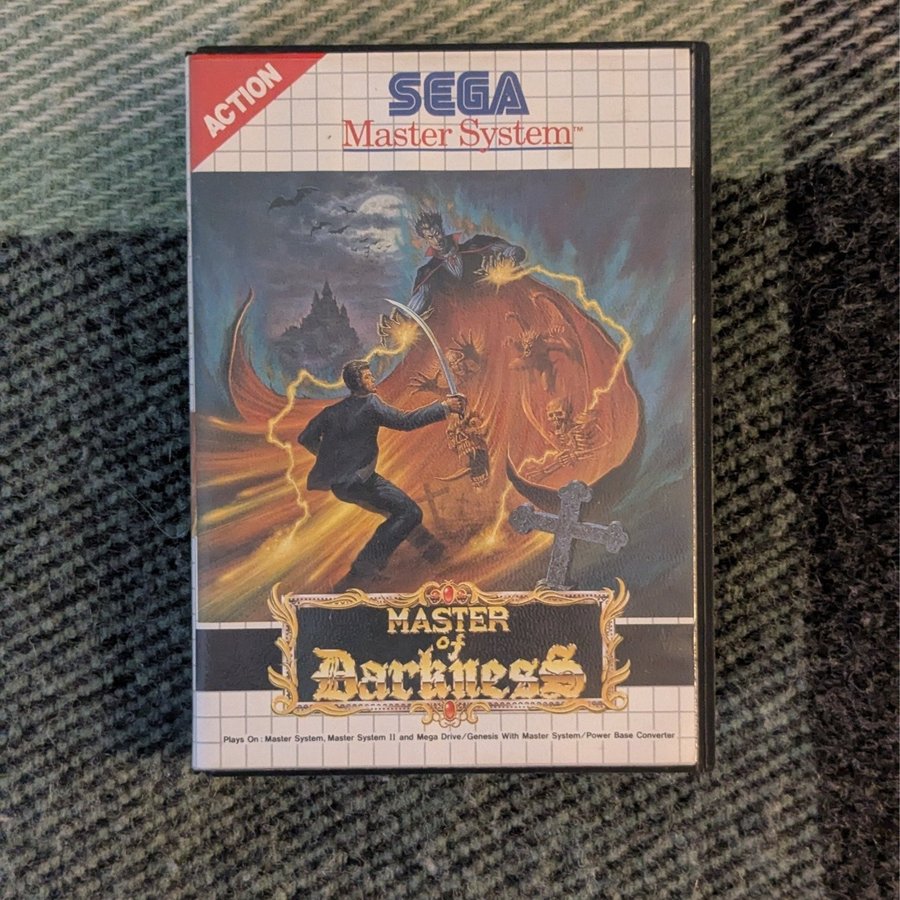 ACTION
SEGA
Master System™
MASTER
of
Darkness
Plays On : Master System, Master System II and Mega Drive/Genesis With Master System/Power Base Converter